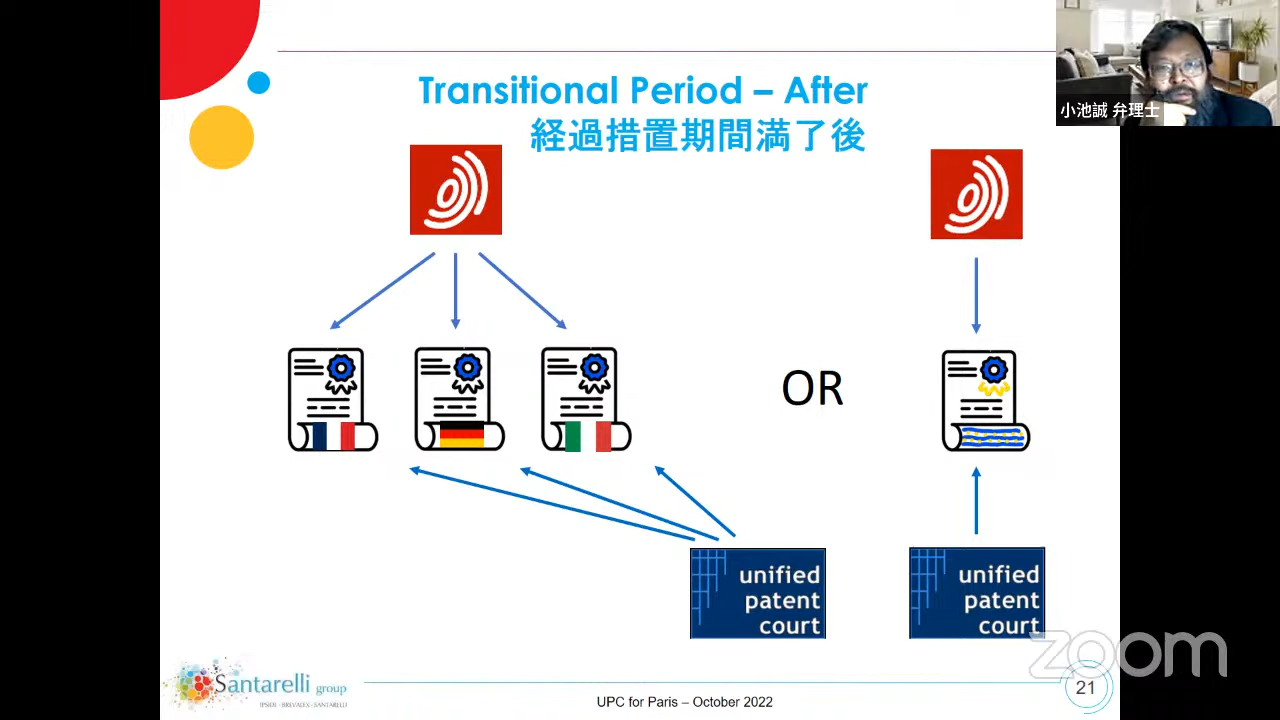 Transitional Period – After
経過措置期間満了後
小池誠 弁理士
OR
unified
patent
court
unified
patent
court
zoom
Santarelli group
IPSIDE - BREVALEX - SANTARELLI
UPC for Paris – October 2022
21